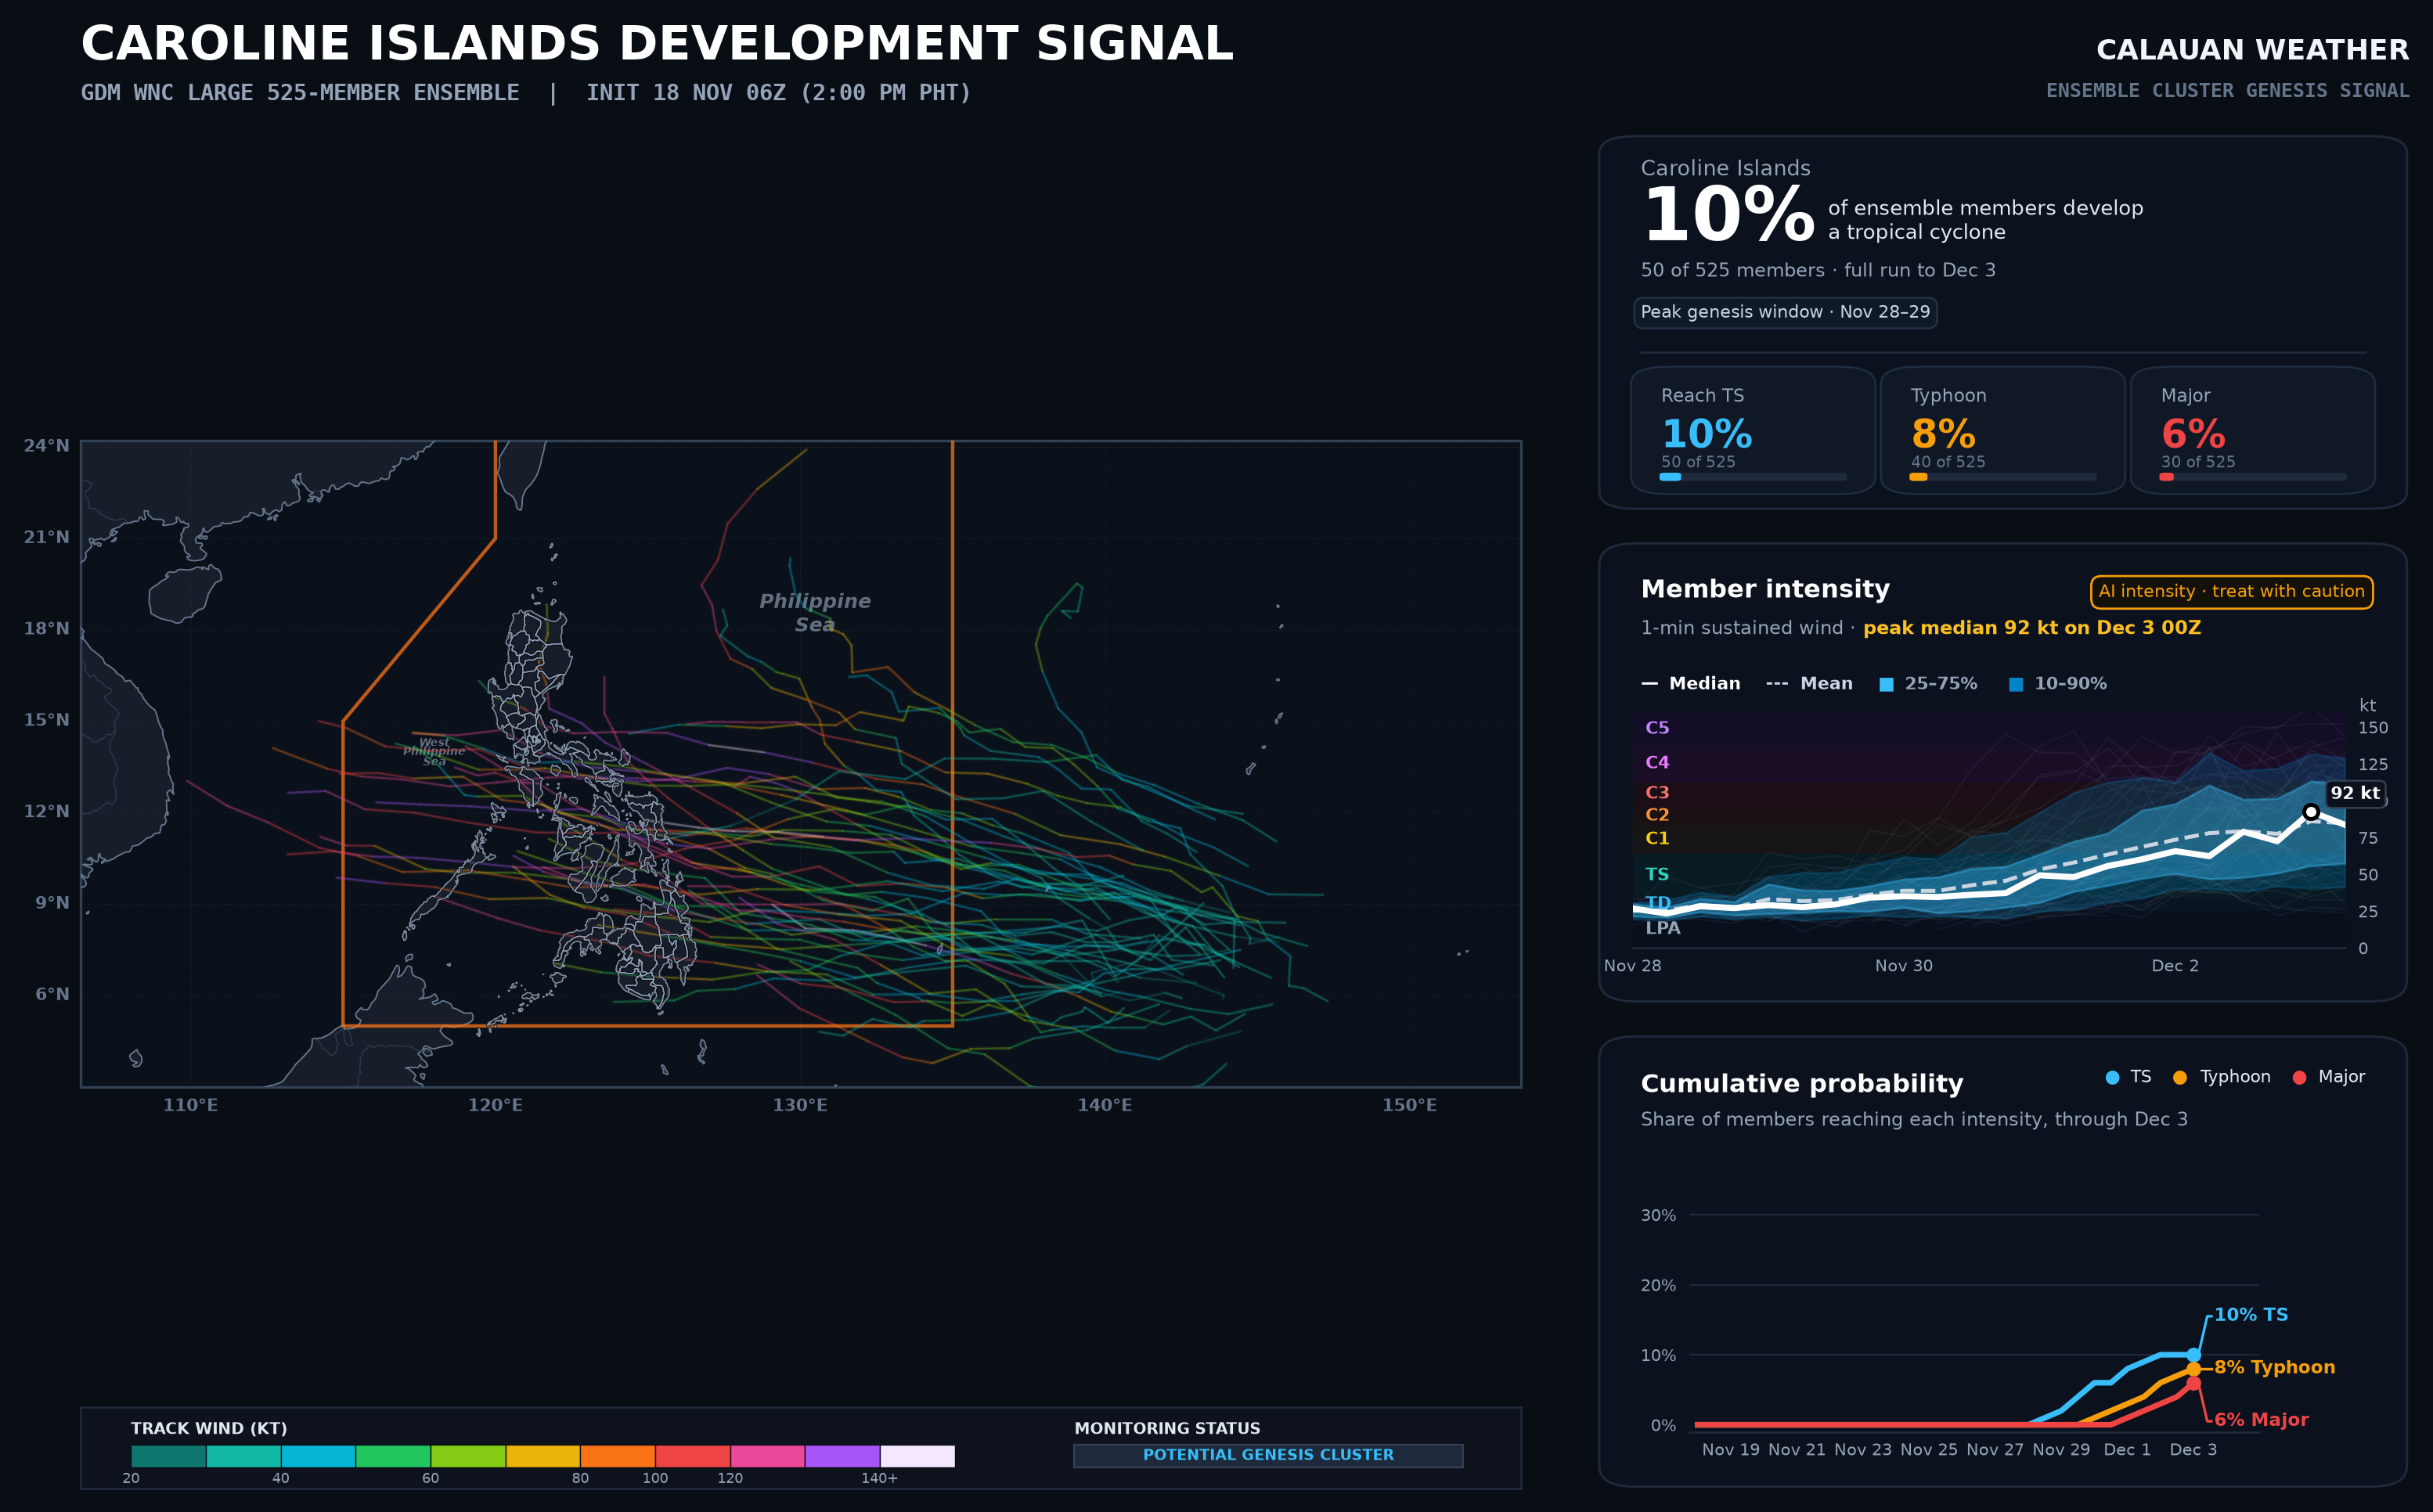 CAROLINE ISLANDS DEVELOPMENT SIGNAL
GDM WNC LARGE 525-MEMBER ENSEMBLE | INIT 18 NOV 06Z (2:00 PM PHT)
CALAUAN WEATHER
ENSEMBLE CLUSTER GENESIS SIGNAL
24°N
21°N
18°N
15°N
12°N
9°N
6°N
110°E
120°E
130°E
140°E
150°E
Philippine
Sea
West
Philippine
Sea
TRACK WIND (KT)
20
40
60
80
100
120
140+
MONITORING STATUS
POTENTIAL GENESIS CLUSTER
Caroline Islands
10%
of ensemble members develop
a tropical cyclone
50 of 525 members · full run to Dec 3
Peak genesis window · Nov 28–29
Reach TS
10%
50 of 525
Typhoon
8%
40 of 525
Major
6%
30 of 525
Member intensity
AI intensity · treat with caution
1-min sustained wind · peak median 92 kt on Dec 3 00Z
Median
Mean
25–75%
10–90%
kt
C5
C4
C3
C2
C1
TS
TD
LPA
150
125
92 kt
75
50
25
0
Nov 28
Nov 30
Dec 2
Cumulative probability
TS
Typhoon
Major
Share of members reaching each intensity, through Dec 3
30%
20%
10%
0%
10% TS
8% Typhoon
6% Major
Nov 19
Nov 21
Nov 23
Nov 25
Nov 27
Nov 29
Dec 1
Dec 3